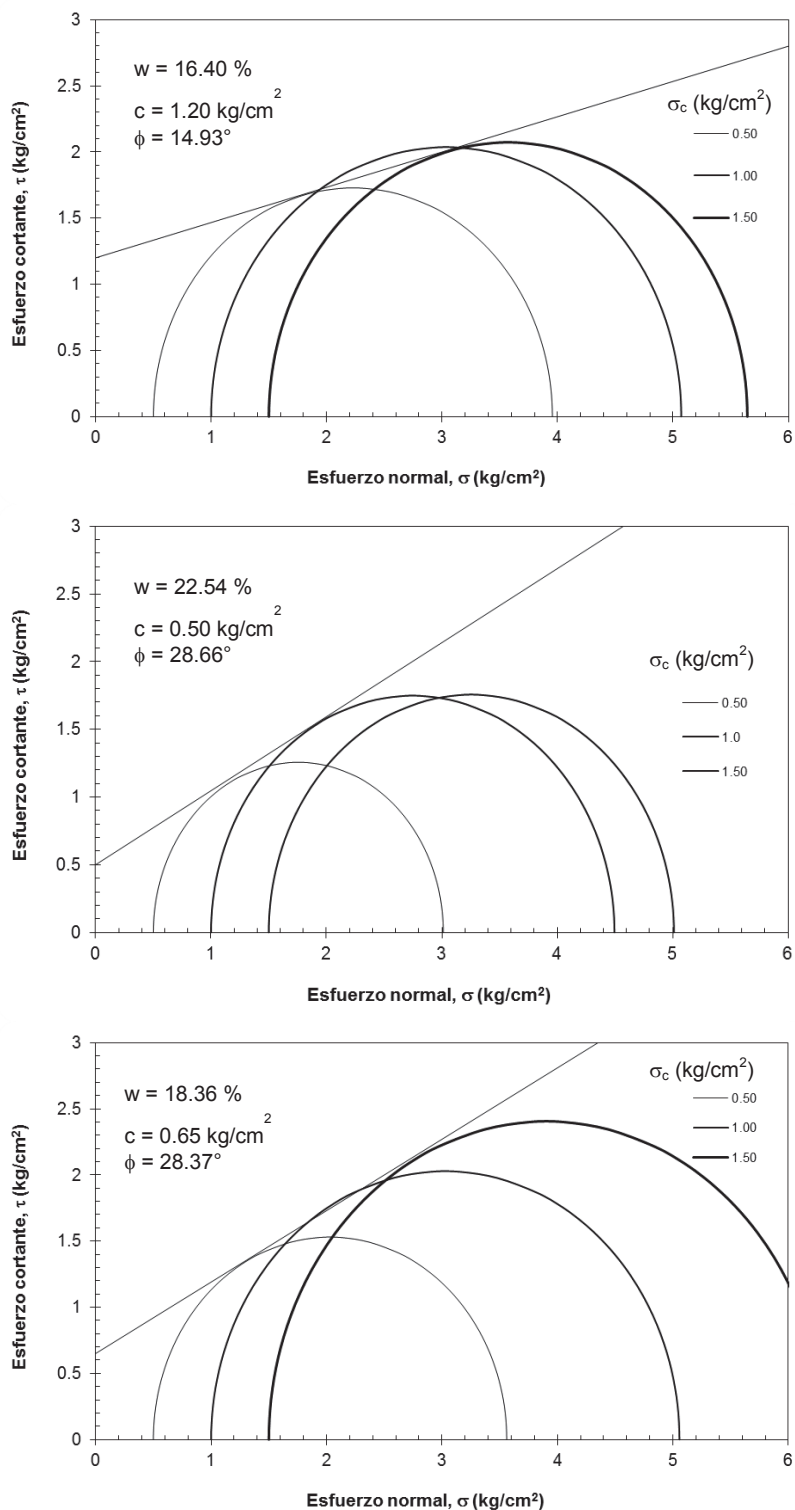 3
2.5
2
1.5
1
0.5
0
Esfuerzo cortante, τ (kg/cm²)
w = 16.40 %
c = 1.20 kg/cm²
ϕ = 14.93°
σc (kg/cm²)
0.50
1.00
1.50
0 1 2 3 4 5 6
Esfuerzo normal, σ (kg/cm²)
3
2.5
2
1.5
1
0.5
0
Esfuerzo cortante, τ (kg/cm²)
w = 22.54 %
c = 0.50 kg/cm²
ϕ = 28.66°
σc (kg/cm²)
0.50
1.0
1.50
0 1 2 3 4 5 6
Esfuerzo normal, σ (kg/cm²)
3
2.5
2
1.5
1
0.5
0
Esfuerzo cortante, τ (kg/cm²)
w = 18.36 %
c = 0.65 kg/cm²
ϕ = 28.37°
σc (kg/cm²)
0.50
1.00
1.50
0 1 2 3 4 5 6
Esfuerzo normal, σ (kg/cm²)